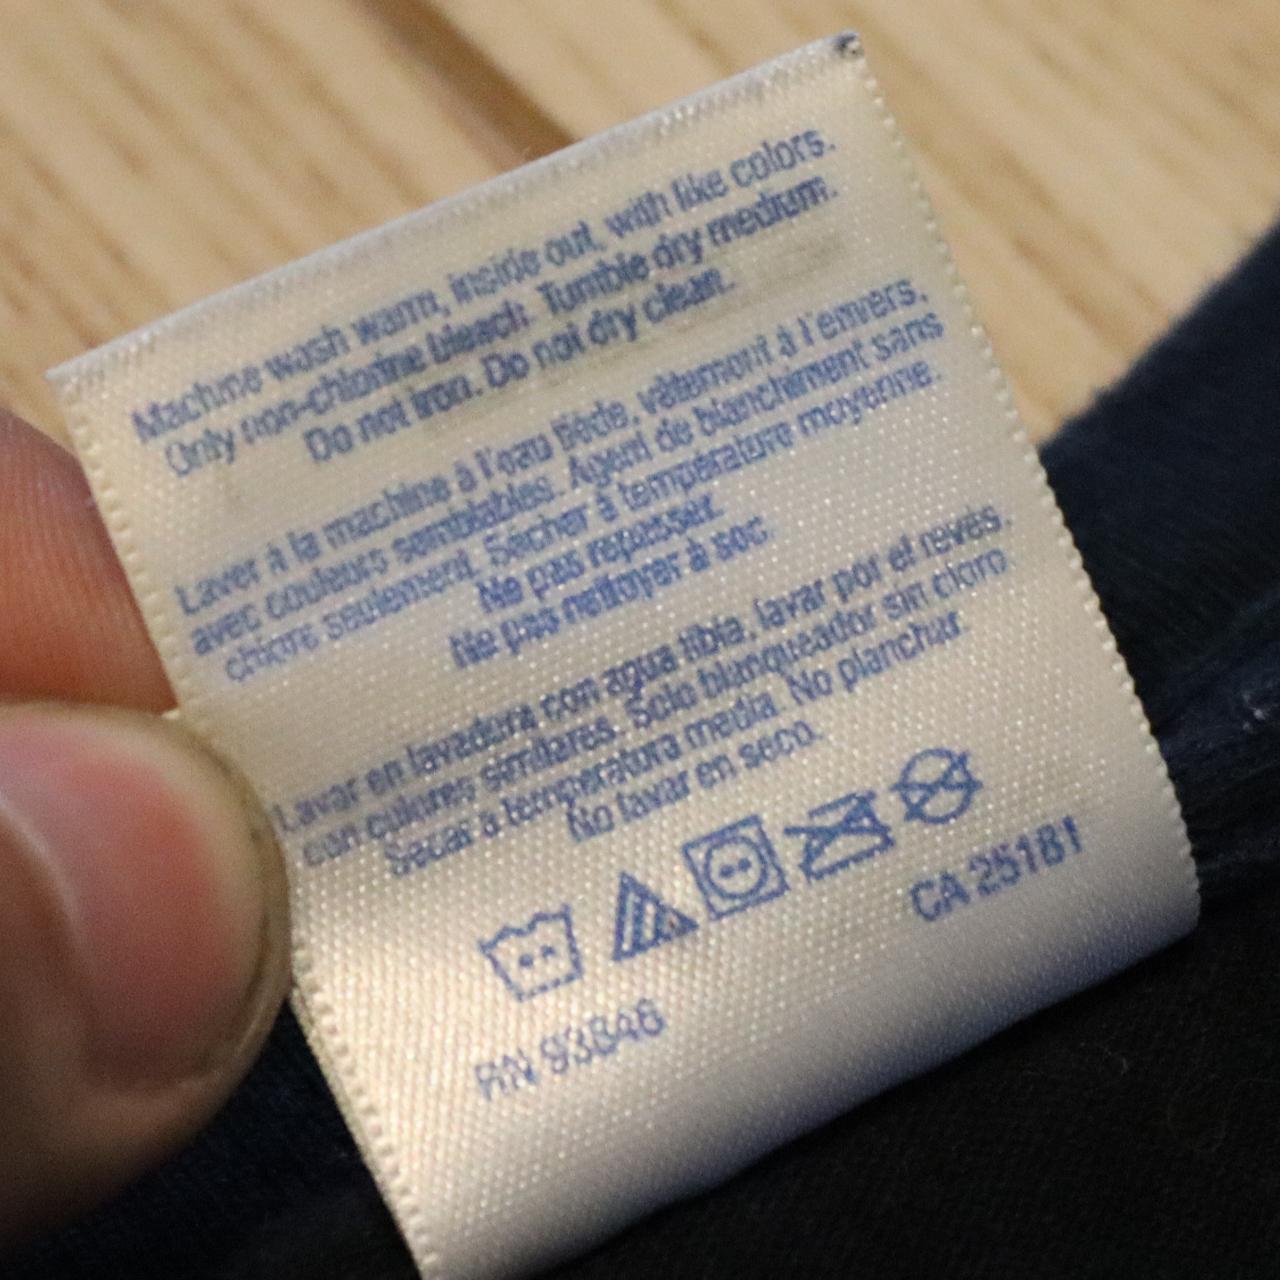 Machine wash warm, inside out, with like colors.
Only non-chlorine bleach. Tumble dry medium.
Do not iron. Do not dry clean.
Laver à la machine à l'eau tiède, vêtement à l'envers,
avec couleurs semblables. Agent de blanchiment sans
chlore seulement. Sécher à température moyenne.
Ne pas repasser.
Ne pas nettoyer à sec.
Lavar en lavadora con agua tibia, lavar por el revés,
con colores similares. Solo blanqueador sin cloro.
Secar a temperatura media. No planchar.
No lavar en seco.
CA 25181
RN 93846